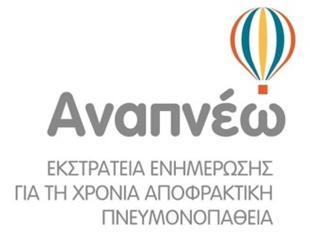 Αναπνέω
ΕΚΣΤΡΑΤΕΙΑ ΕΝΗΜΕΡΩΣΗΣ
ΓΙΑ ΤΗ ΧΡΟΝΙΑ ΑΠΟΦΡΑΚΤΙΚΗ
ΠΝΕΥΜΟΝΟΠΑΘΕΙΑ